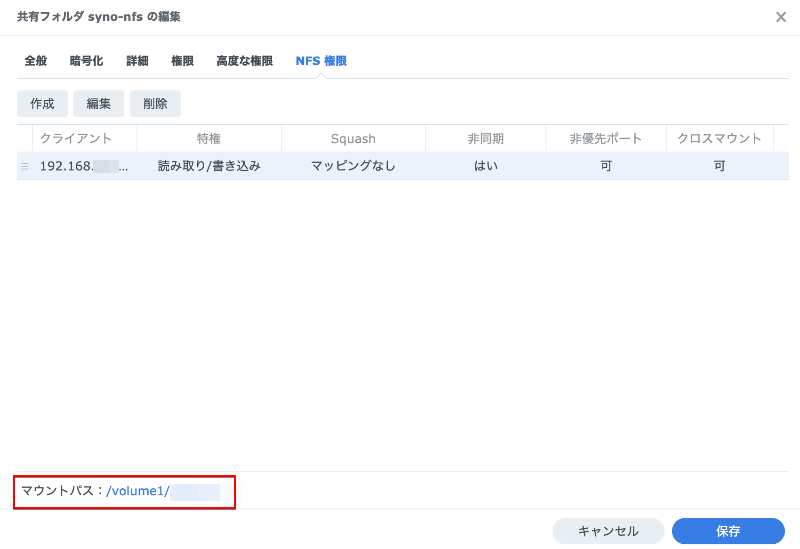 共有フォルダ syno-nfs の編集
全般 暗号化 詳細 権限 高度な権限 NFS 権限
作成 編集 削除
クライアント 特権 Squash 非同期 非優先ポート クロスマウント
192.168. ... 読み取り/書き込み マッピングなし はい 可 可
マウントパス：/volume1/
キャンセル 保存